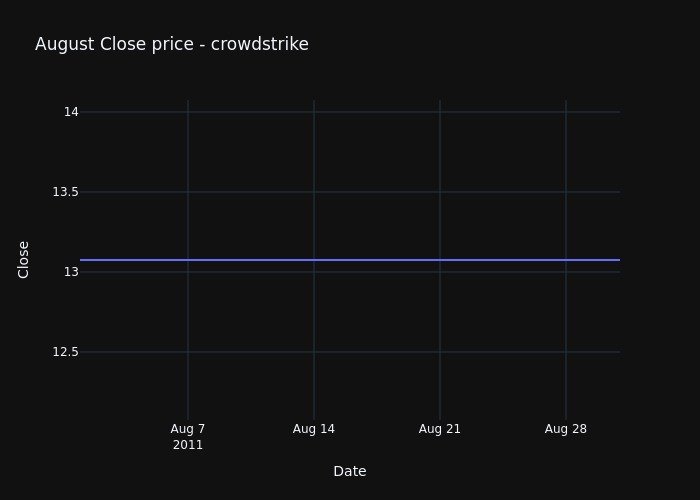 August Close price - crowdstrike
14
13.5
13
12.5
Close
Aug 7
2011
Aug 14
Aug 21
Aug 28
Date